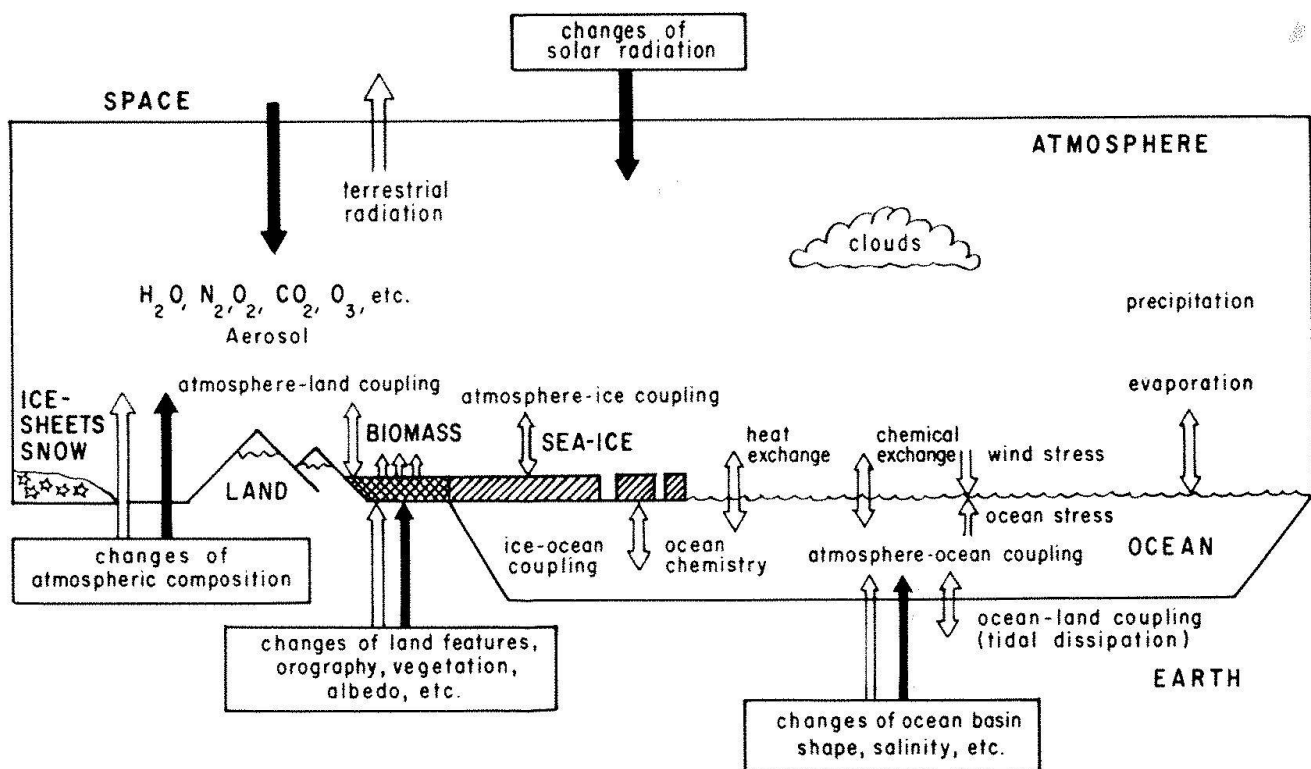 changes of
solar radiation
SPACE
ATMOSPHERE
terrestrial
radiation
clouds
H₂O, N₂, O₂, CO₂, O₃, etc.
Aerosol
precipitation
atmosphere-land coupling
atmosphere-ice coupling
evaporation
ICE-
SHEETS
SNOW
BIOMASS
SEA-ICE
heat
exchange
chemical
exchange
wind stress
LAND
ocean stress
changes of
atmospheric composition
ice-ocean
coupling
ocean
chemistry
atmosphere-ocean coupling
OCEAN
changes of land features,
orography, vegetation,
albedo, etc.
ocean-land coupling
(tidal dissipation)
EARTH
changes of ocean basin
shape, salinity, etc.